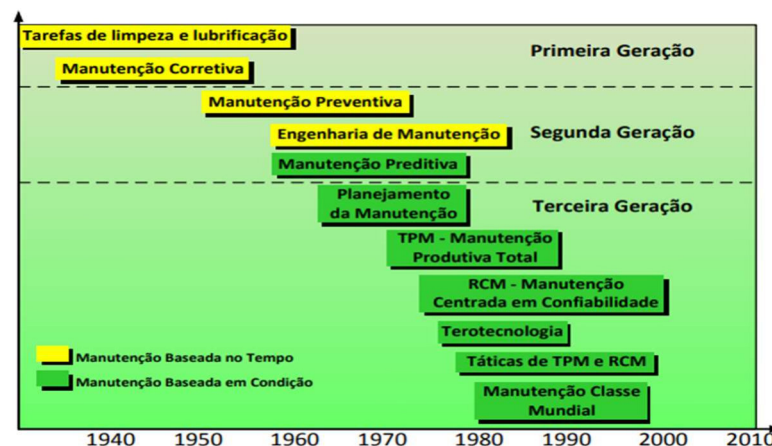 Tarefas de limpeza e lubrificação
Primeira Geração
Manutenção Corretiva
Manutenção Preventiva
Engenharia de Manutenção
Segunda Geração
Manutenção Preditiva
Planejamento
da Manutenção
Terceira Geração
TPM - Manutenção
Produtiva Total
RCM - Manutenção
Centrada em Confiabilidade
Terotecnologia
Manutenção Baseada no Tempo
Táticas de TPM e RCM
Manutenção Baseada em Condição
Manutenção Classe
Mundial
1940 1950 1960 1970 1980 1990 2000 2010